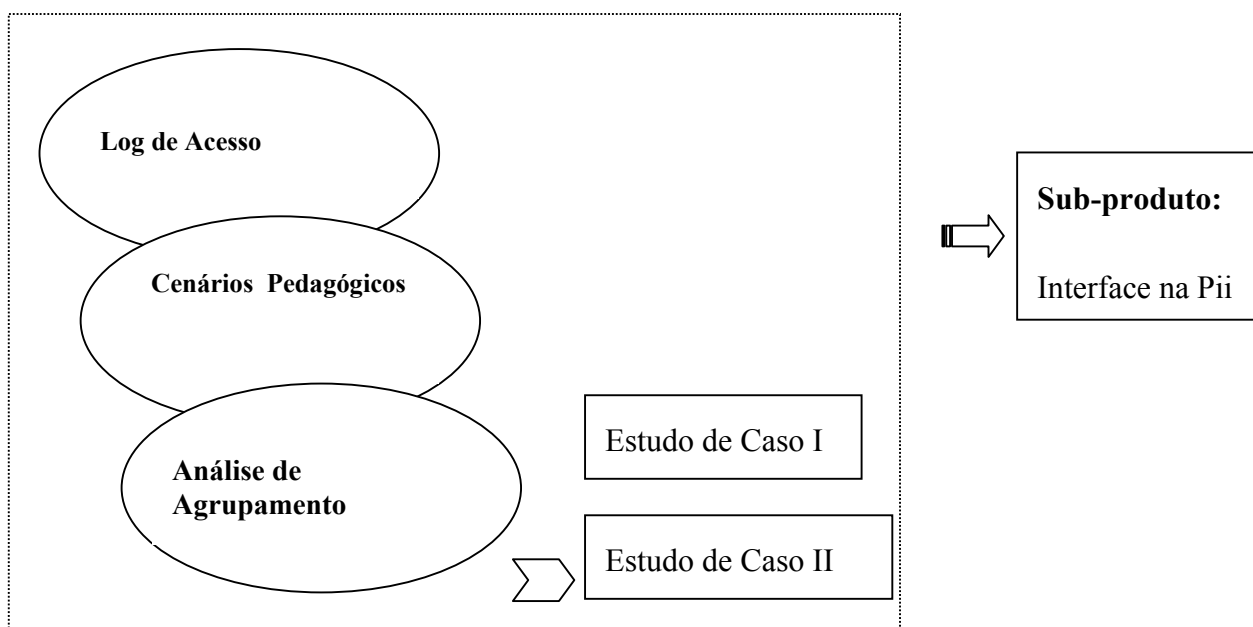 Log de Acesso
Cenários Pedagógicos
Análise de
Agrupamento
Estudo de Caso I
Estudo de Caso II
Sub-produto:
Interface na Pii